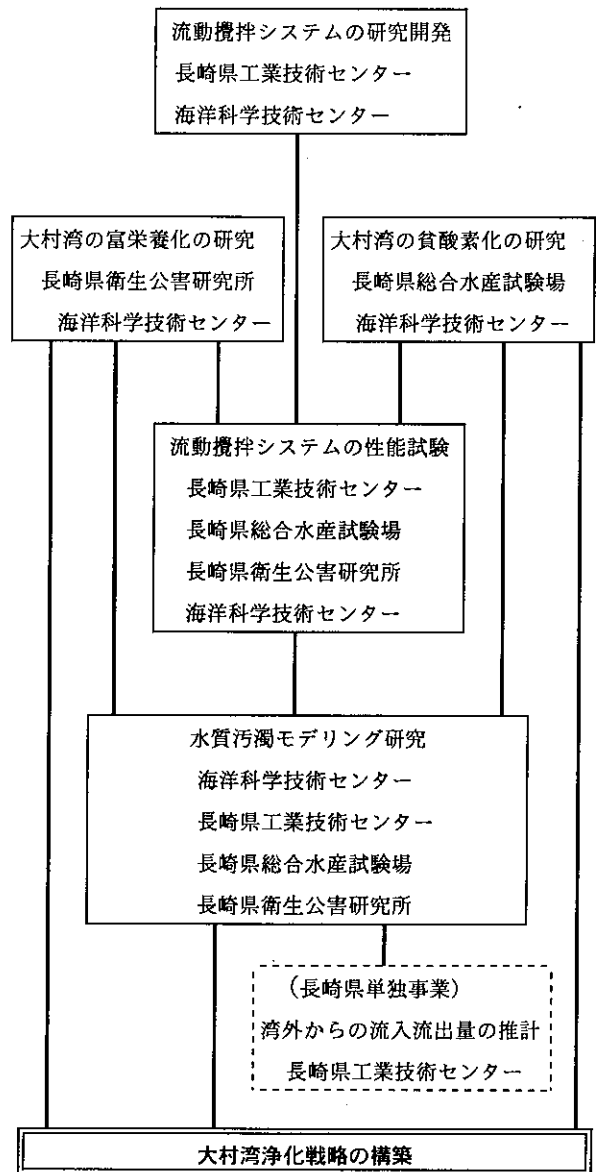 流動攪拌システムの研究開発
長崎県工業技術センター
海洋科学技術センター
大村湾の富栄養化の研究
長崎県衛生公害研究所
海洋科学技術センター
大村湾の貧酸素化の研究
長崎県総合水産試験場
海洋科学技術センター
流動攪拌システムの性能試験
長崎県工業技術センター
長崎県総合水産試験場
長崎県衛生公害研究所
海洋科学技術センター
水質汚濁モデリング研究
海洋科学技術センター
長崎県工業技術センター
長崎県総合水産試験場
長崎県衛生公害研究所
(長崎県単独事業)
湾外からの流入流出量の推計
長崎県工業技術センター
大村湾浄化戦略の構築